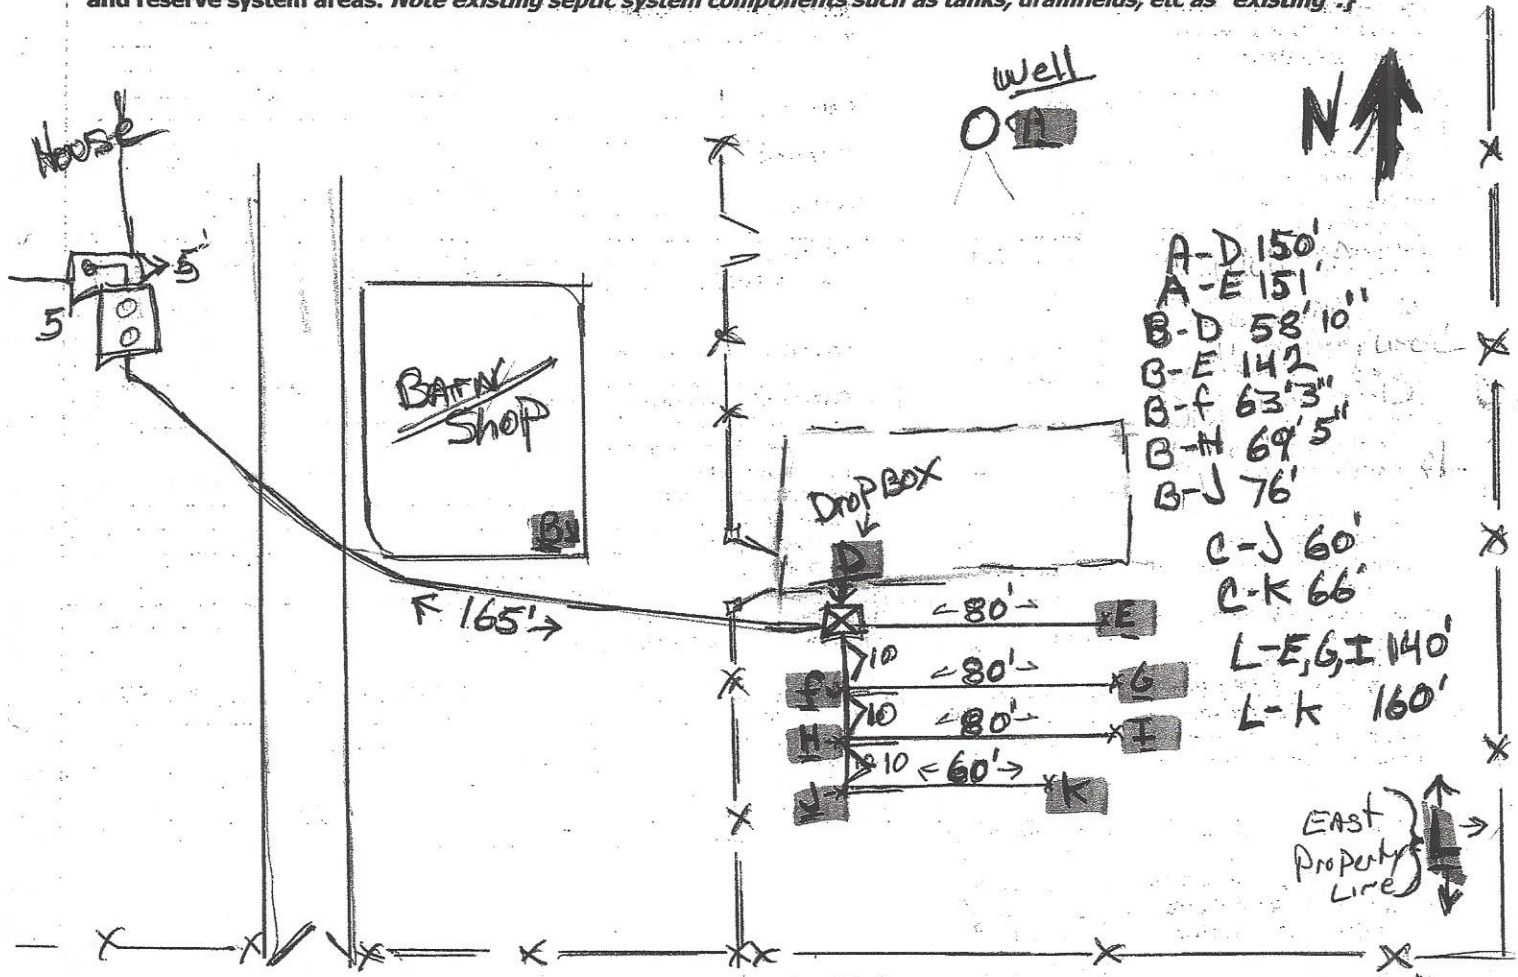 and reserve system areas. Note existing septic system components such as tanks, drainfields, etc as "existing".}
Well
A
N
House
5'
5
Barn
Shop
B
A-D 150'
A-E 151'
B-D 58'10"
B-E 142
B-f 63'3"
B-H 69'5"
B-J 76'
C-J 60'
C-K 66'
L-E,G,I 140'
L-K 160'
Drop Box
D
165'
80'
E
10
f
80'
G
10
H
80'
I
10
J
60'
K
East
Property
Line
L